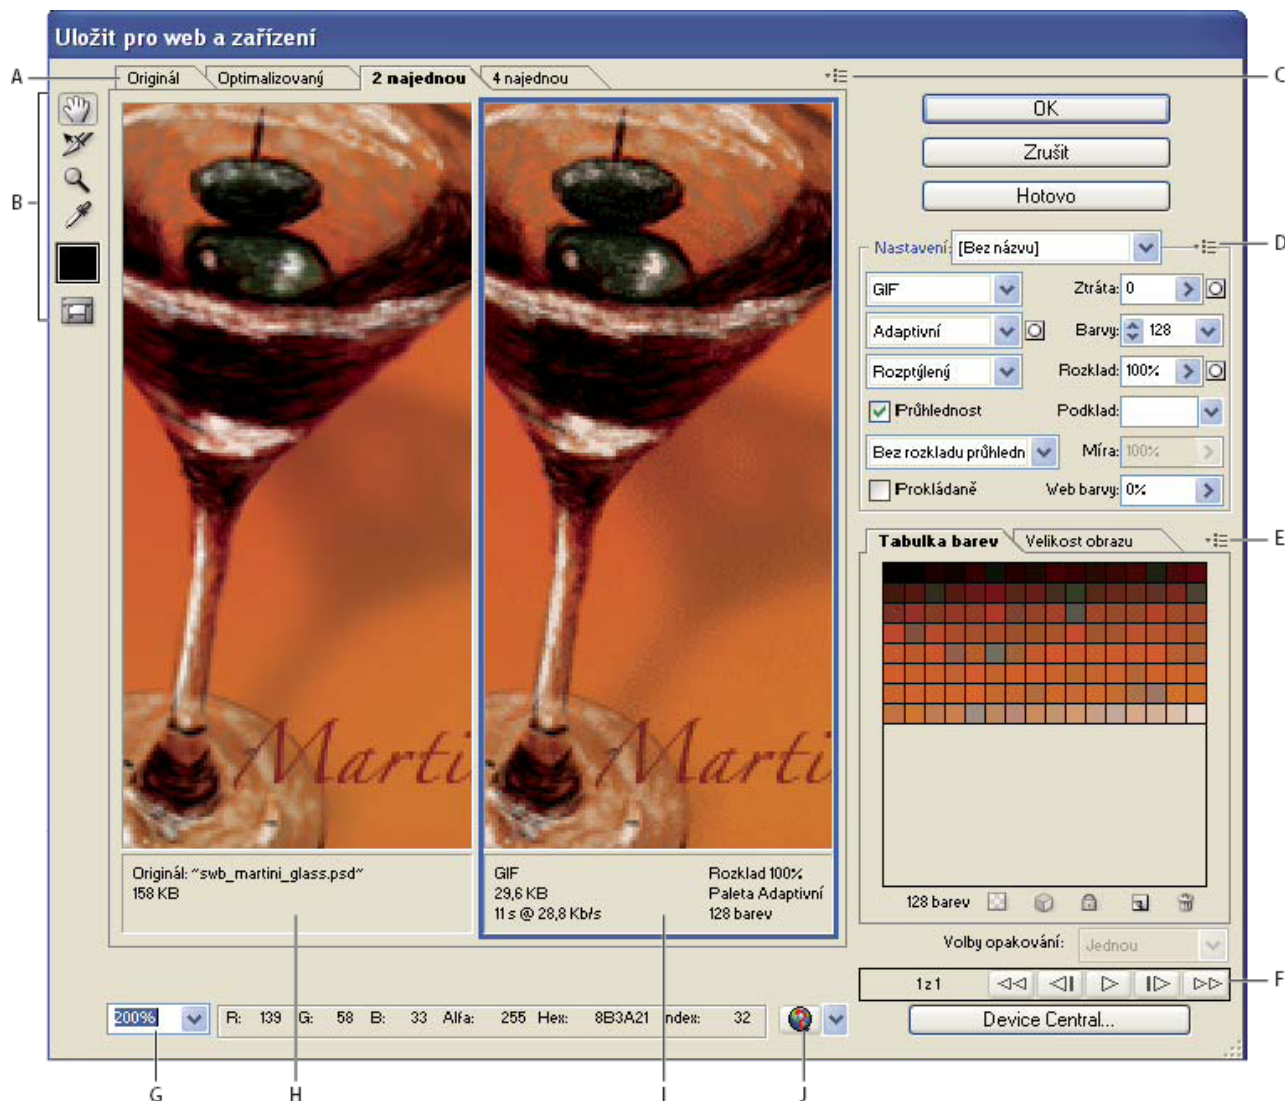 Uložit pro web a zařízení
A
Originál
Optimalizovaný
2 najednou
4 najednou
C
B
OK
Zrušit
Hotovo
D
Nastavení: [Bez názvu]
GIF
Ztráta: 0
Adaptivní
Barvy: 128
Rozptýlený
Rozklad: 100%
Průhlednost
Podklad:
Bez rozkladu průhledn
Míra: 100%
Prokládaně
Web barvy: 0%
E
Tabulka barev
Velikost obrazu
Marti
Marti
Originál: "swb_martini_glass.psd"
158 KB
GIF
29,6 KB
11 s @ 28,8 Kb/s
Rozklad 100%
Paleta Adaptivní
128 barev
128 barev
Volby opakování: Jednou
1 z 1
F
200%
R: 139 G: 58 B: 33 Alfa: 255 Hex: 8B3A21 ndex: 32
Device Central...
G
H
I
J